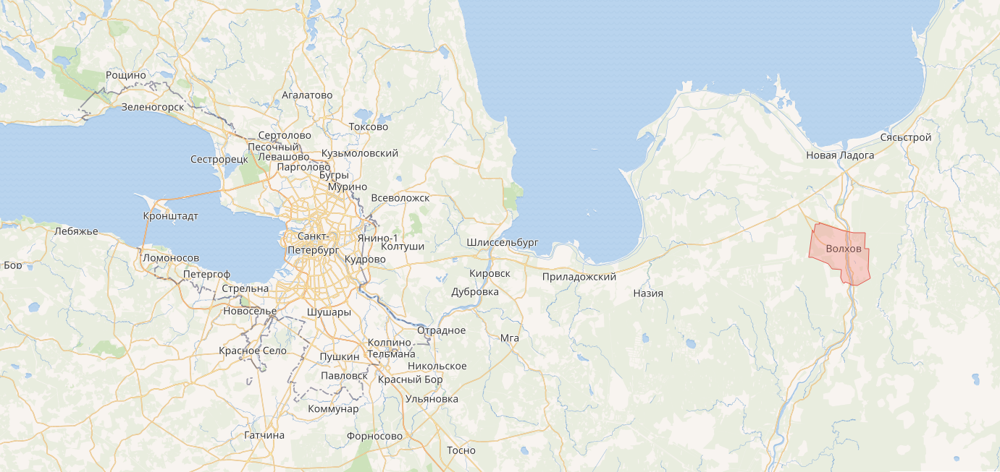 Рощино
Агалатово
Зеленогорск
Токсово
Сертолово
Сясьстрой
Песочный
Кузьмоловский
Левашово
Новая Ладога
Сестрорецк
Парголово
Бугры
Мурино
Всеволожск
Кронштадт
Лебяжье
Санкт-
Петербург
Янино-1
Колтуши
Шлиссельбург
Волхов
Ломоносов
Кудрово
Бор
Петергоф
Кировск
Приладожский
Стрельна
Дубровка
Назия
Новоселье
Шушары
Отрадное
Мга
Колпино
Красное Село
Тельмана
Пушкин
Никольское
Павловск
Красный Бор
Ульяновка
Коммунар
Гатчина
Форносово
Тосно